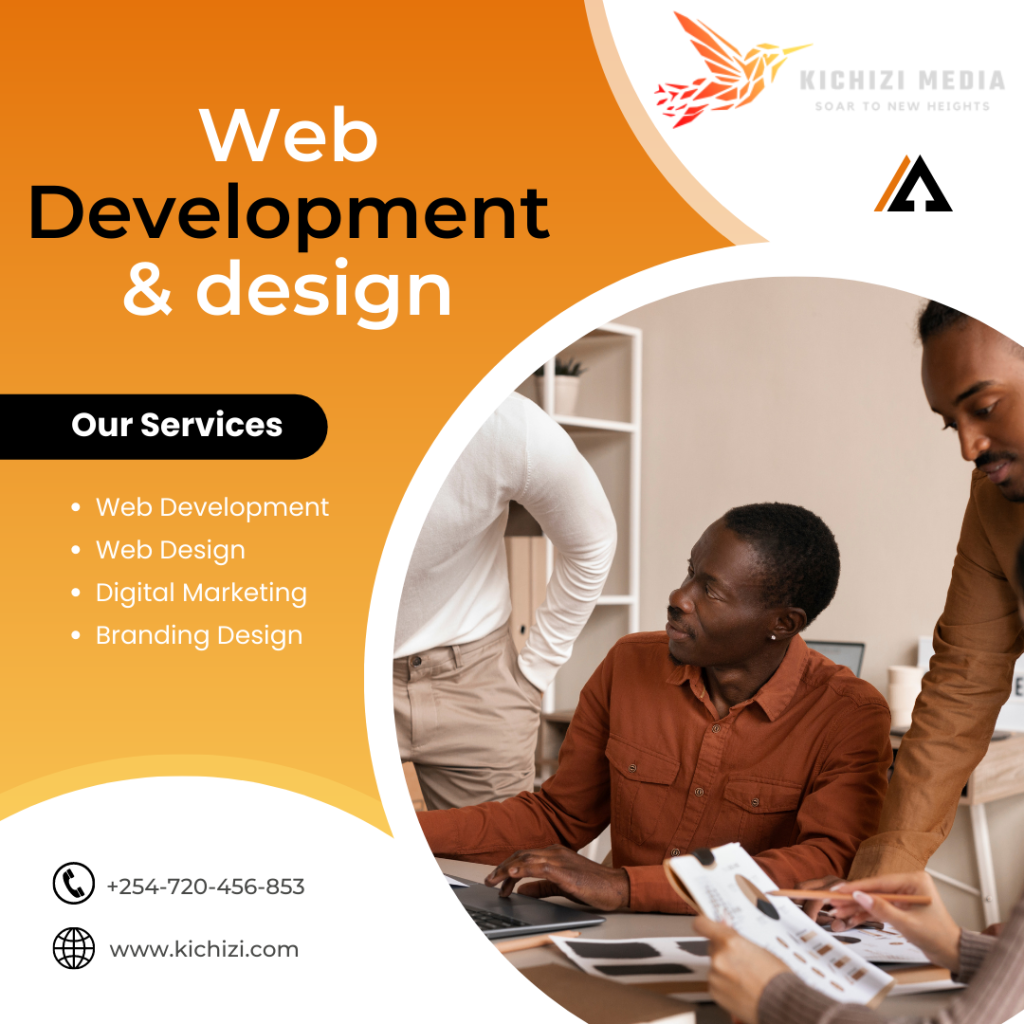 KICHIZI MEDIA
SOAR TO NEW HEIGHTS
Web
Development
& design
Our Services
• Web Development
• Web Design
• Digital Marketing
• Branding Design
+254-720-456-853
www.kichizi.com